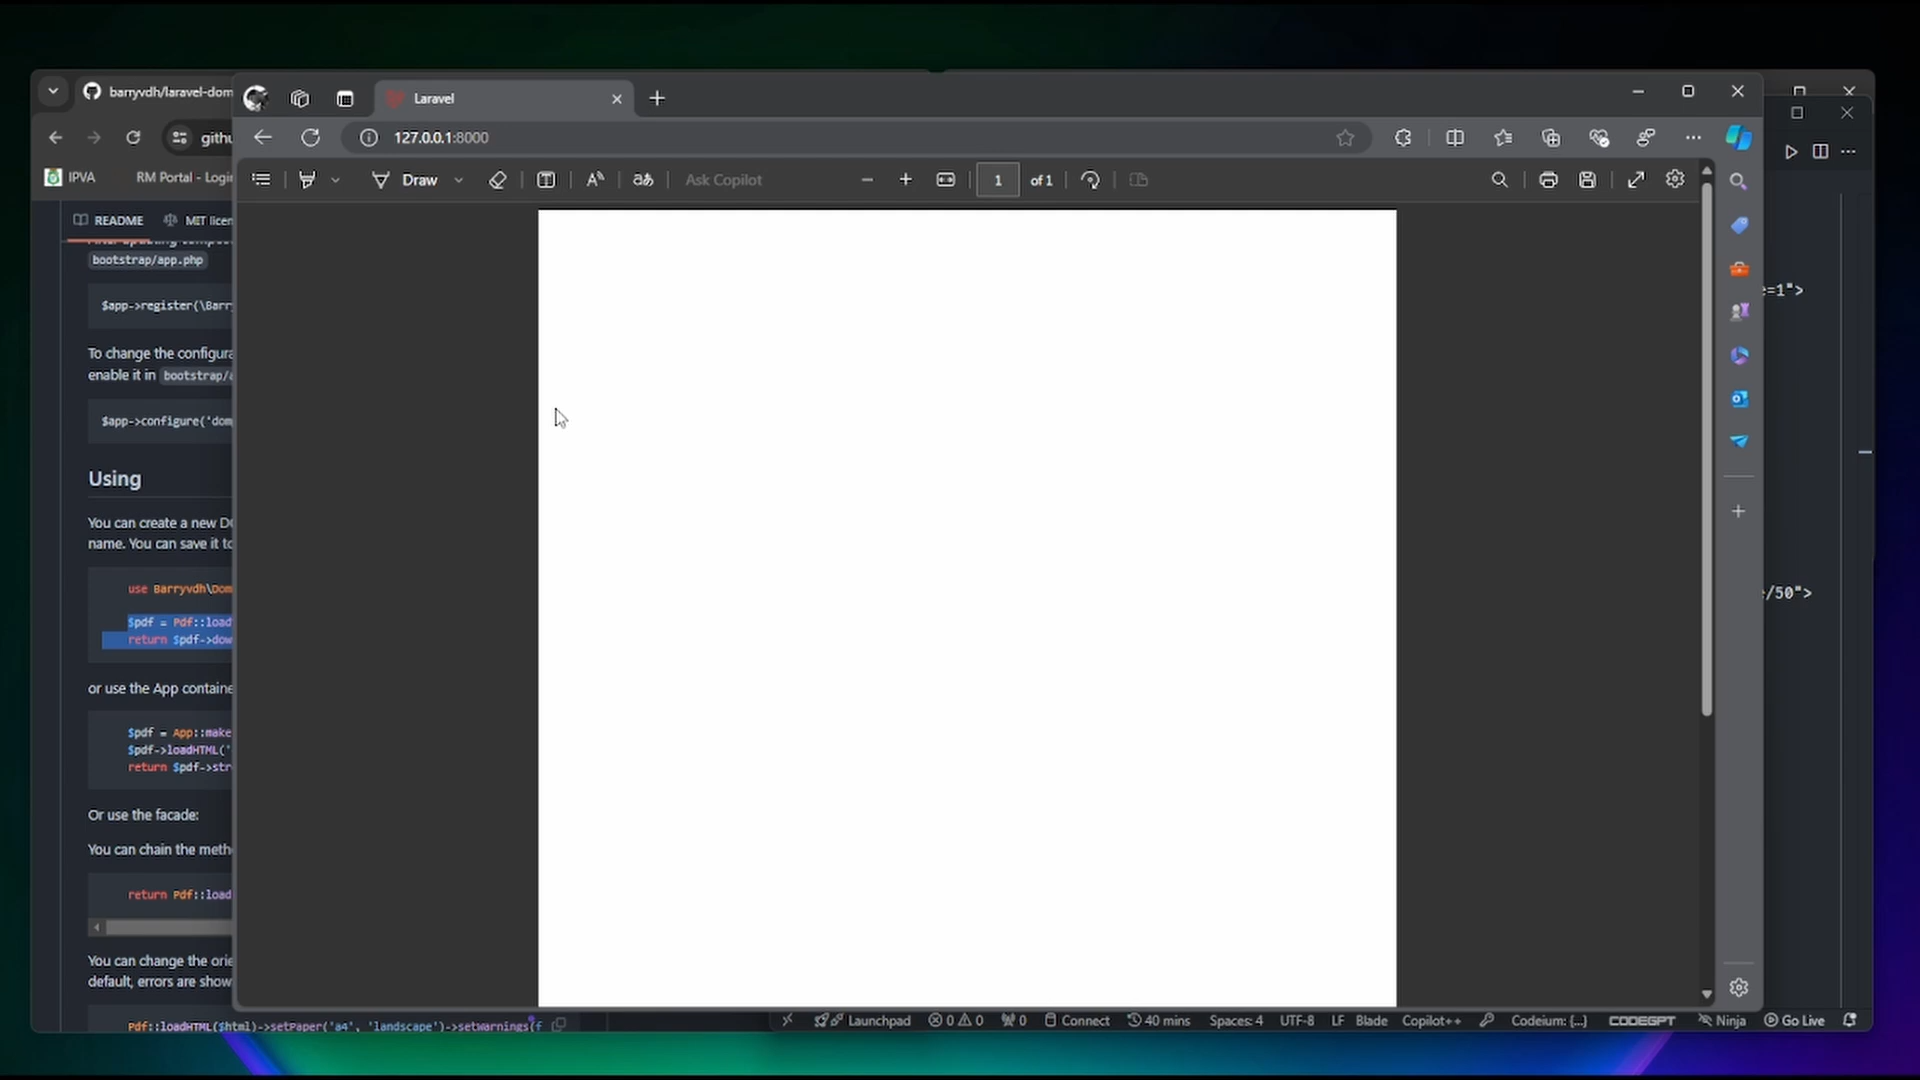 barryvdh/laravel-dom
Laravel
githu
127.0.0.1:8000
IPVA
RM Portal - Login
Draw
Ask Copilot
1
of 1
README
MIT licen
bootstrap/app.php
$app->register(\Barry
To change the configura
enable it in bootstrap/a
$app->configure('dom
Using
You can create a new DO
name. You can save it to
use Barryvdh\Dom
$pdf = Pdf::load
return $pdf->dow
or use the App containe
$pdf = App::make
$pdf->loadHTML('
return $pdf->str
Or use the facade:
You can chain the meth
return Pdf::load
You can change the orie
default, errors are show
Pdf::loadHTML($html)->setPaper('a4', 'landscape')->setWarnings(f
=1">
/50">
Launchpad
0
0
0
Connect
40 mins
Spaces: 4
UTF-8
LF
Blade
Copilot++
Codeium: {...}
CODEGPT
Ninja
Go Live